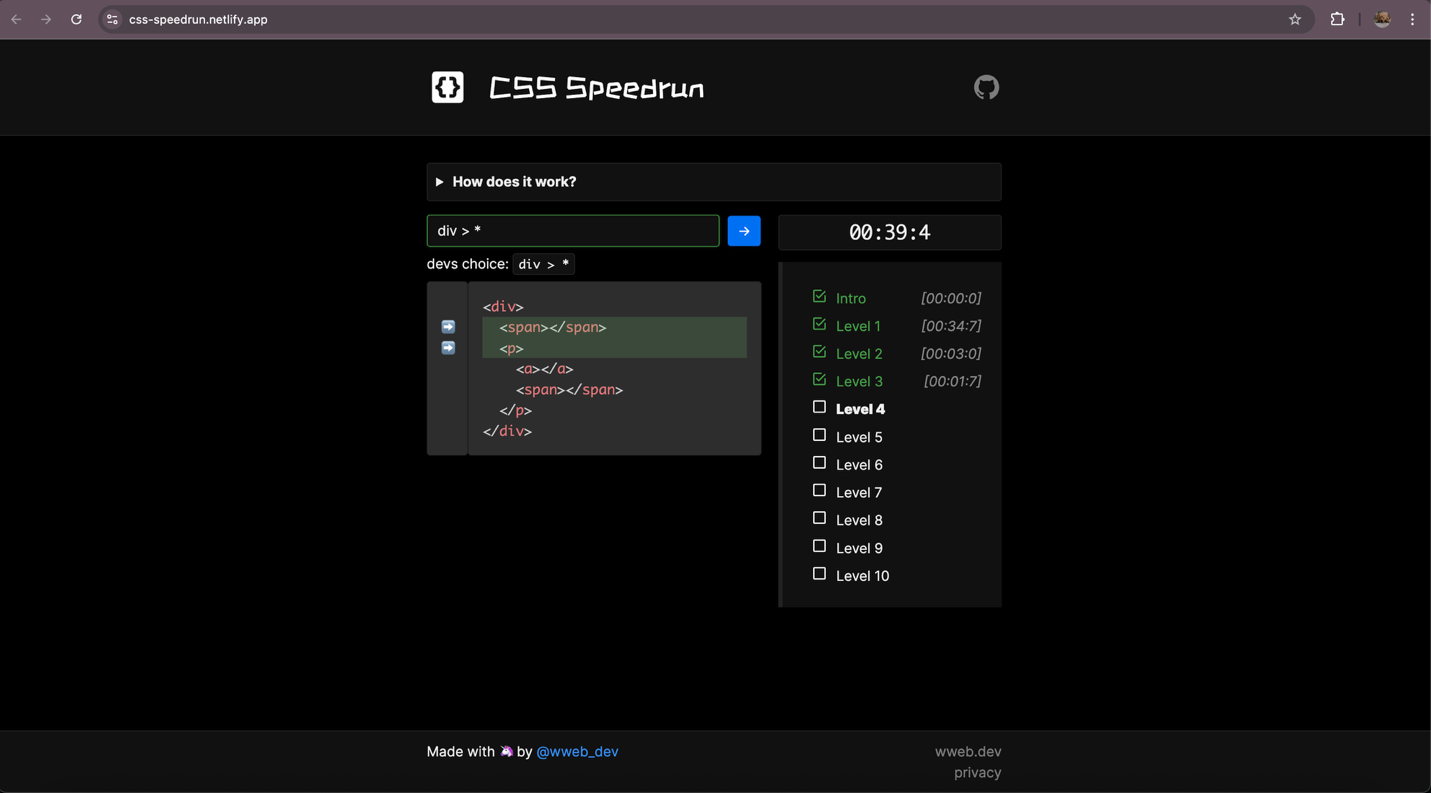 css-speedrun.netlify.app
{} CSS Speedrun
How does it work?
div > *
00:39:4
devs choice: div > *
<div>
<span></span>
<p>
<a></a>
<span></span>
</p>
</div>
Intro [00:00:0]
Level 1 [00:34:7]
Level 2 [00:03:0]
Level 3 [00:01:7]
Level 4
Level 5
Level 6
Level 7
Level 8
Level 9
Level 10
Made with 🦄 by @wweb_dev
wweb.dev
privacy